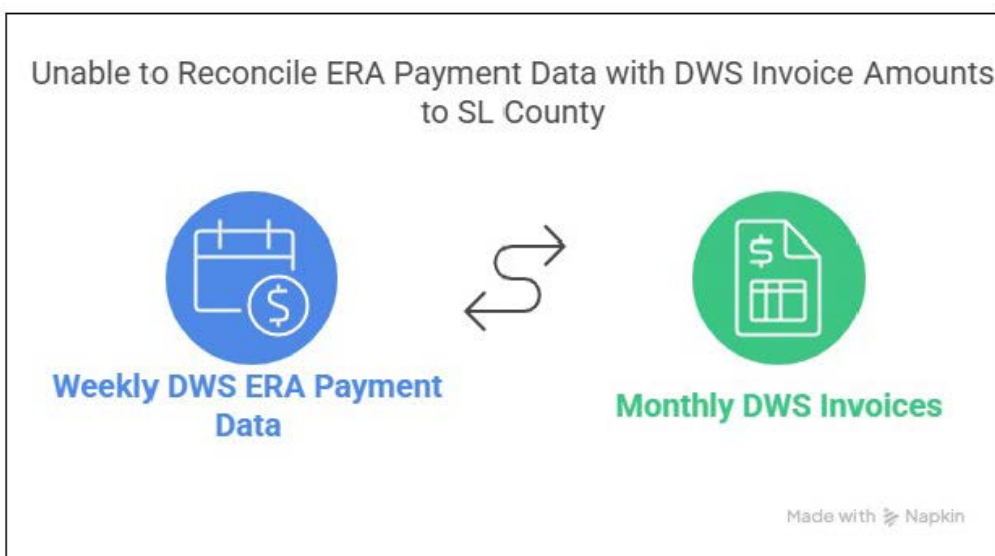 Unable to Reconcile ERA Payment Data with DWS Invoice Amounts
to SL County
$
$
Weekly DWS ERA Payment
Data
Monthly DWS Invoices
Made with Napkin